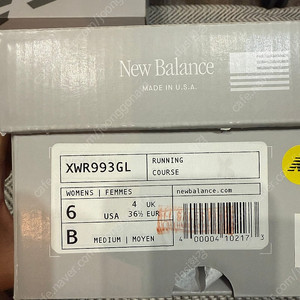 New Balance
MADE IN U.S.A.
XWR993GL
RUNNING
COURSE
WOMENS | FEMMES
newbalance.com
6 USA
4 UK
36½ EUR
B MEDIUM | MOYEN
4 00004 10217 3